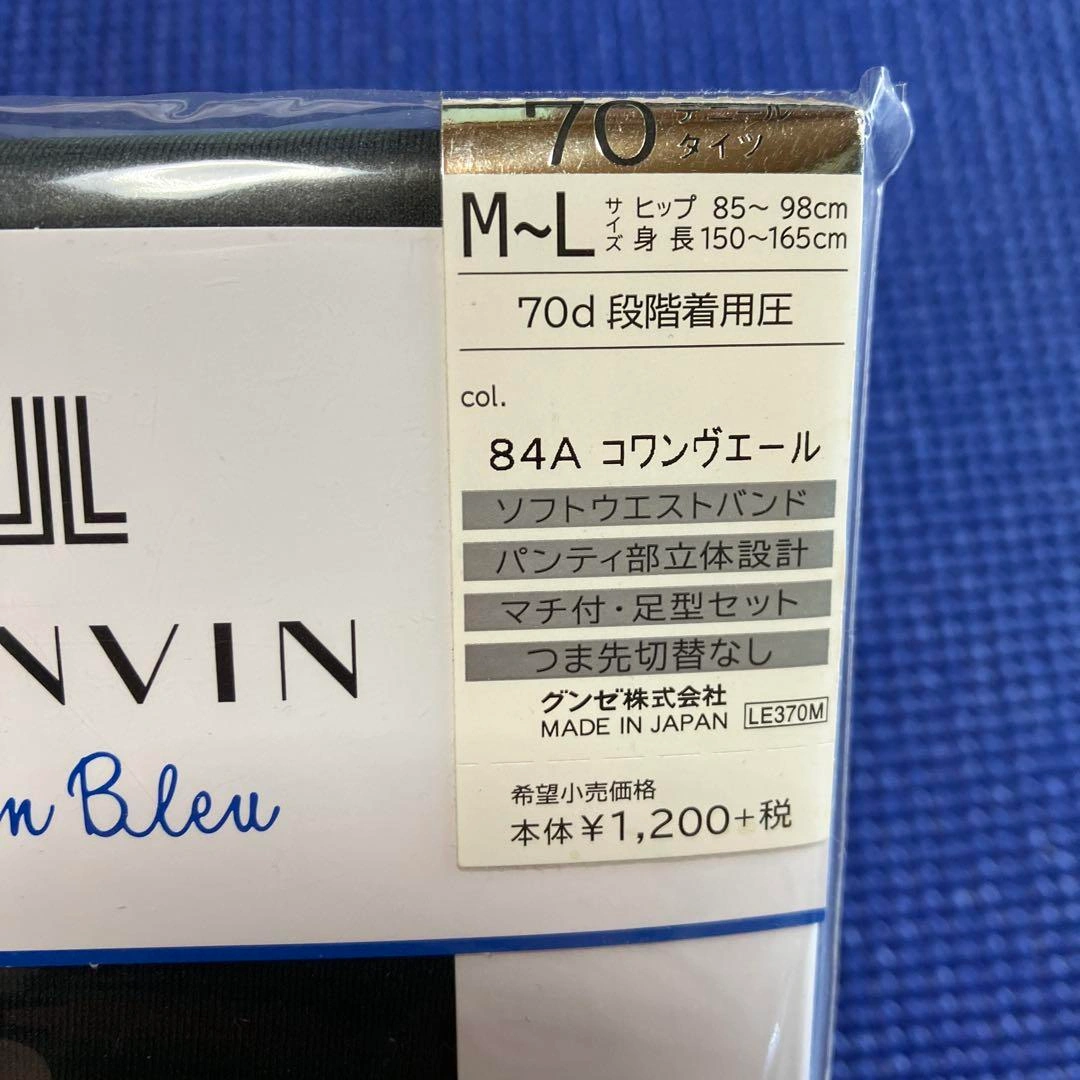 70 デニール
タイツ
M~L サイズ ヒップ 85~98cm
身長 150~165cm
70d 段階着用圧
col.
84A コワンヴエール
ソフトウエストバンド
パンティ部立体設計
マチ付・足型セット
つま先切替なし
グンゼ株式会社
MADE IN JAPAN LE370M
希望小売価格
本体¥1,200+税
NVIN
n Bleu